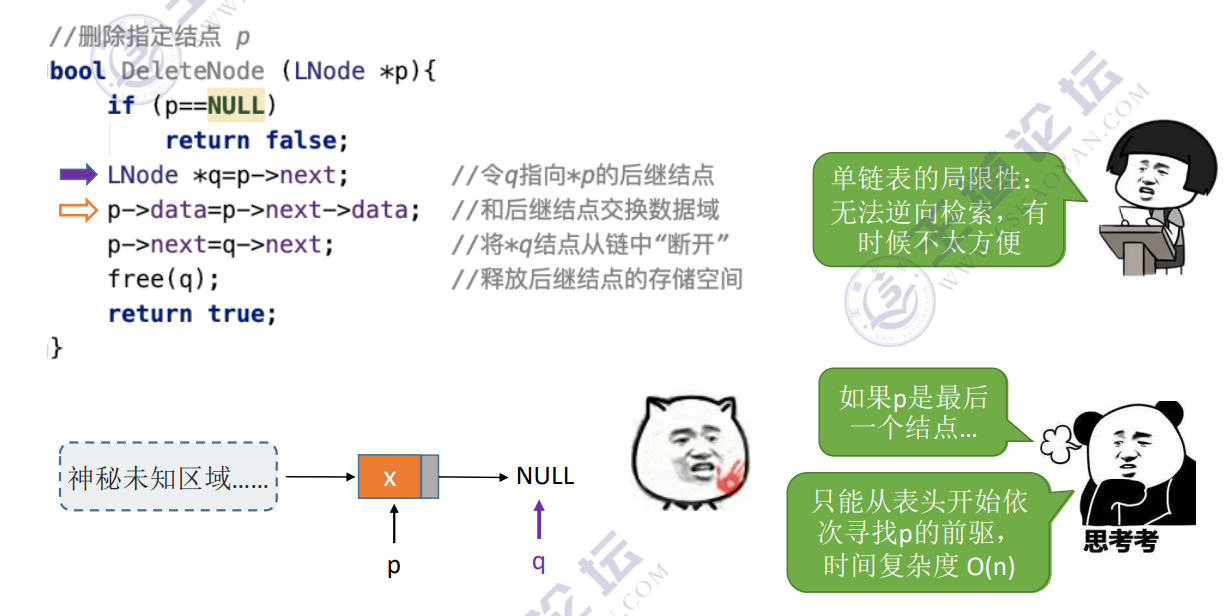 //删除指定结点 p
bool DeleteNode (LNode *p){
if (p==NULL)
return false;
LNode *q=p->next; //令q指向*p的后继结点
p->data=p->next->data; //和后继结点交换数据域
p->next=q->next; //将*q结点从链中“断开”
free(q); //释放后继结点的存储空间
return true;
}
单链表的局限性：
无法逆向检索，有
时候不太方便
如果p是最后
一个结点...
只能从表头开始依
次寻找p的前驱，
时间复杂度 O(n)
思考考
神秘未知区域......
x
NULL
p
q